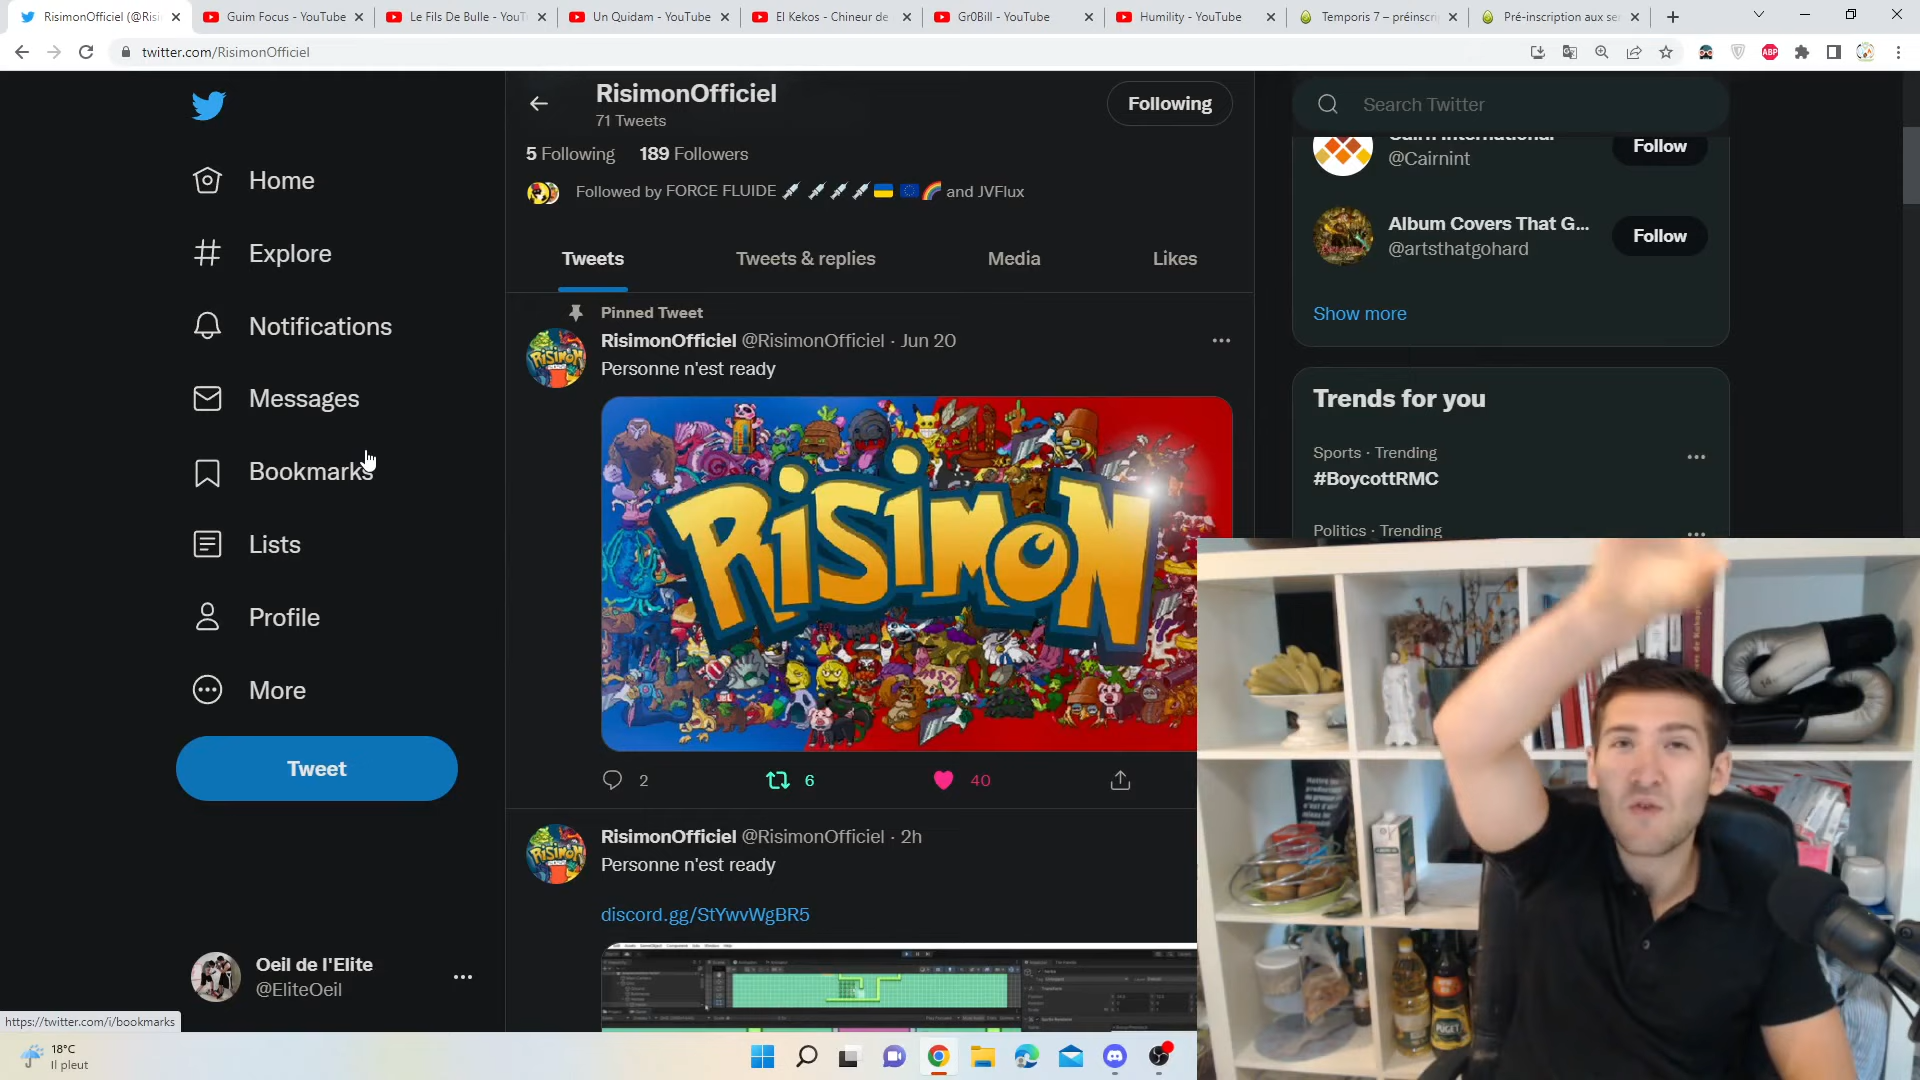 RisimonOfficiel (@Risi
Guim Focus - YouTube
Le Fils De Bulle - YouT
Un Quidam - YouTube
El Kekos - Chineur de
Gr0Bill - YouTube
Humility - YouTube
Temporis 7 – préinscri
Pré-inscription aux se
twitter.com/RisimonOfficiel
ABP
Home
Explore
Notifications
Messages
Bookmarks
Lists
Profile
More
Tweet
Oeil de l'Elite
@EliteOeil
https://twitter.com/i/bookmarks
RisimonOfficiel
71 Tweets
Following
5 Following 189 Followers
Followed by FORCE FLUIDE and JVFlux
Tweets
Tweets & replies
Media
Likes
Pinned Tweet
RisimonOfficiel @RisimonOfficiel · Jun 20
Personne n'est ready
RISIMON
2
6
40
RisimonOfficiel @RisimonOfficiel · 2h
Personne n'est ready
discord.gg/StYwvWgBR5
Search Twitter
Cairn International
@Cairnint
Follow
Album Covers That G...
@artsthatgohard
Follow
Show more
Trends for you
Sports · Trending
#BoycottRMC
Politics · Trending
PUGET
18°C
Il pleut